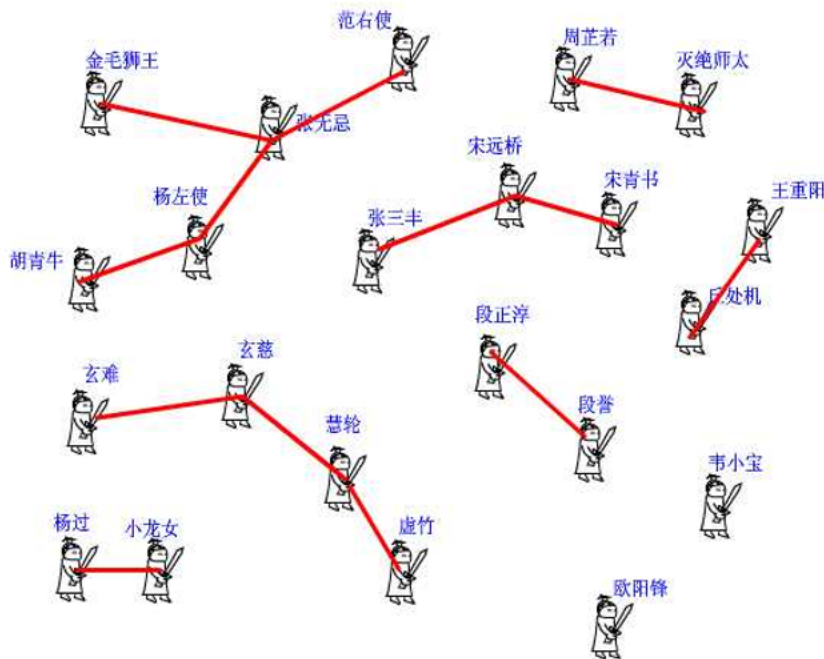 范右使
周芷若
金毛狮王
灭绝师太
张无忌
宋远桥
宋青书
王重阳
杨左使
张三丰
胡青牛
丘处机
段正淳
玄慈
玄难
段誉
慧轮
韦小宝
杨过
小龙女
虚竹
欧阳锋